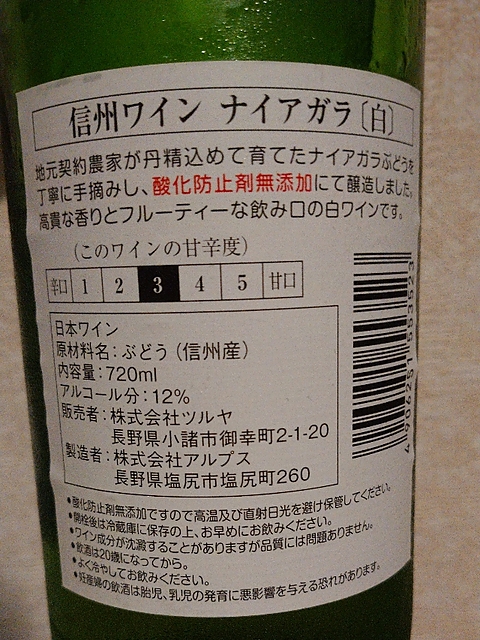 信州ワイン ナイアガラ〔白〕
地元契約農家が丹精込めて育てたナイアガラぶどうを
丁寧に手摘みし、酸化防止剤無添加にて醸造しました。
高貴な香りとフルーティーな飲み口の白ワインです。
(このワインの甘辛度)
辛口 1 2 3 4 5 甘口
日本ワイン
原材料名：ぶどう（信州産）
内容量：720ml
アルコール分：12%
販売者：株式会社ツルヤ
長野県小諸市御幸町2-1-20
製造者：株式会社アルプス
長野県塩尻市塩尻町260
4906251553523
•酸化防止剤無添加ですので高温及び直射日光を避け保管してください。
•開栓後は冷蔵庫に保存の上、お早めにお飲みください。
•ワイン成分が沈澱することがありますが品質には問題ありません。
•飲酒は20歳になってから。
•よく冷やしてお飲みください。
•妊産婦の飲酒は胎児、乳児の発育に悪影響を与える恐れがあります。